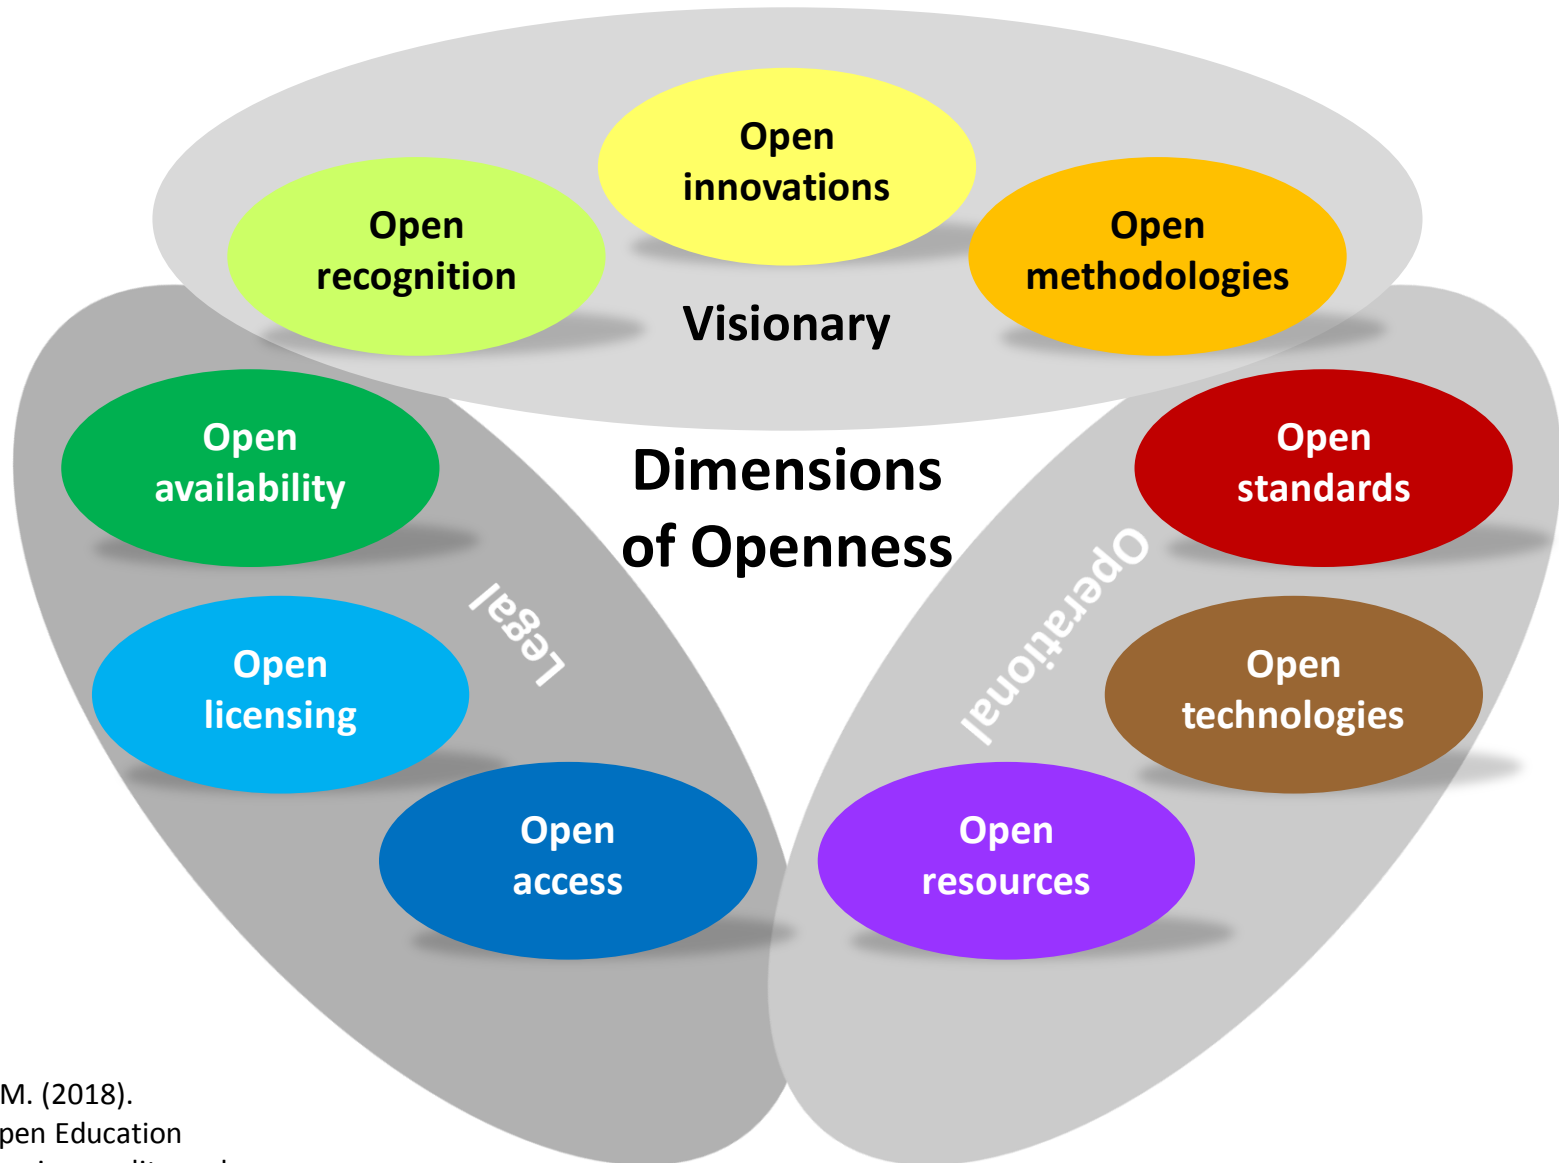 Open
innovations
Open
recognition
Open
methodologies
Visionary
Open
availability
Dimensions
of Openness
Open
standards
Legal
Operational
Open
licensing
Open
technologies
Open
access
Open
resources
M. (2018).
pen Education